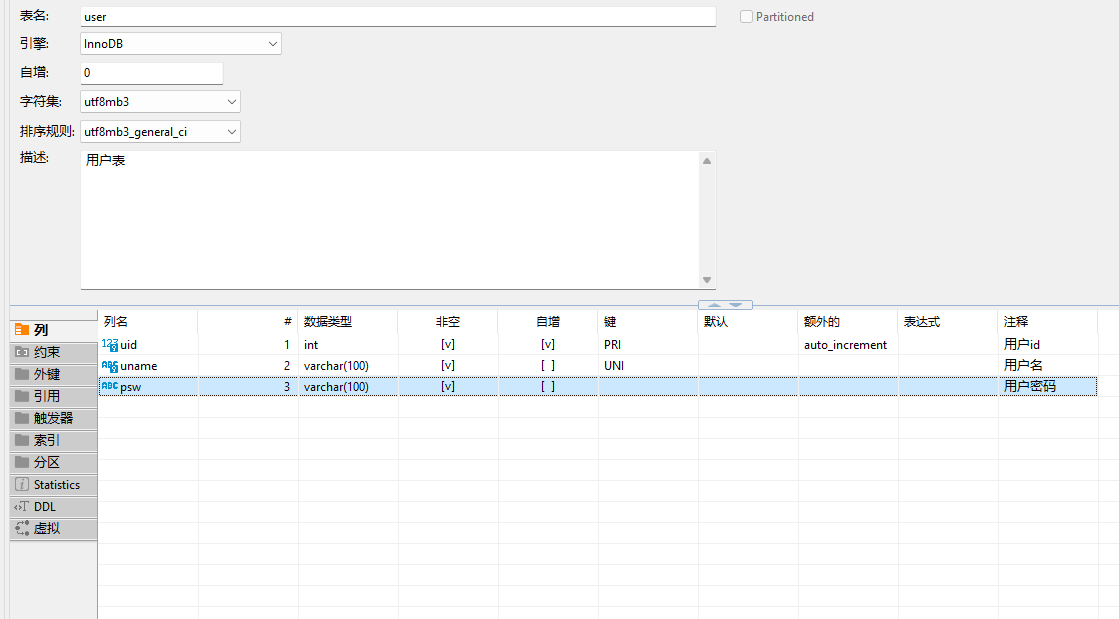 表名: user Partitioned
引擎: InnoDB
自增: 0
字符集: utf8mb3
排序规则: utf8mb3_general_ci
描述: 用户表
列
约束
外键
引用
触发器
索引
分区
Statistics
DDL
虚拟
列名 # 数据类型 非空 自增 键 默认 额外的 表达式 注释
123 uid 1 int [v] [v] PRI auto_increment 用户id
ABC uname 2 varchar(100) [v] [ ] UNI 用户名
ABC psw 3 varchar(100) [v] [ ] 用户密码